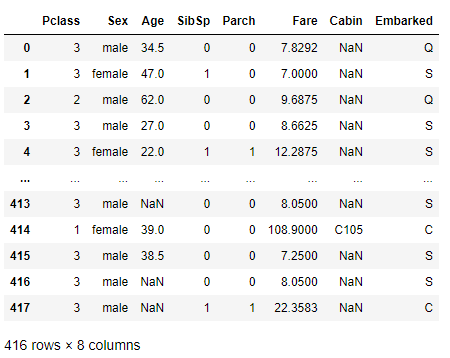 Pclass Sex Age SibSp Parch Fare Cabin Embarked
0 3 male 34.5 0 0 7.8292 NaN Q
1 3 female 47.0 1 0 7.0000 NaN S
2 2 male 62.0 0 0 9.6875 NaN Q
3 3 male 27.0 0 0 8.6625 NaN S
4 3 female 22.0 1 1 12.2875 NaN S
... ... ... ... ... ... ... ... ...
413 3 male NaN 0 0 8.0500 NaN S
414 1 female 39.0 0 0 108.9000 C105 C
415 3 male 38.5 0 0 7.2500 NaN S
416 3 male NaN 0 0 8.0500 NaN S
417 3 male NaN 1 1 22.3583 NaN C
416 rows × 8 columns